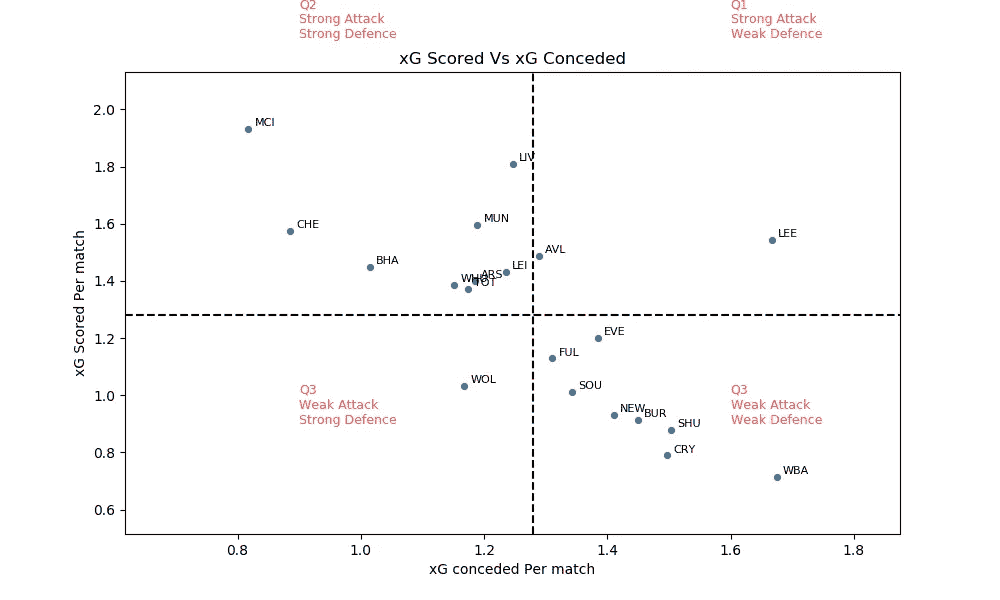 Q2
Strong Attack
Strong Defence
Q1
Strong Attack
Weak Defence
xG Scored Vs xG Conceded
2.0
1.8
1.6
1.4
1.2
1.0
0.8
0.6
xG Scored Per match
MCI
LIV
MUN
CHE
LEE
AVL
BHA
LEI
ARS
WHU
TOT
EVE
FUL
WOL
SOU
NEW
BUR
SHU
CRY
WBA
Q3
Weak Attack
Strong Defence
Q3
Weak Attack
Weak Defence
0.8
1.0
1.2
1.4
1.6
1.8
xG conceded Per match